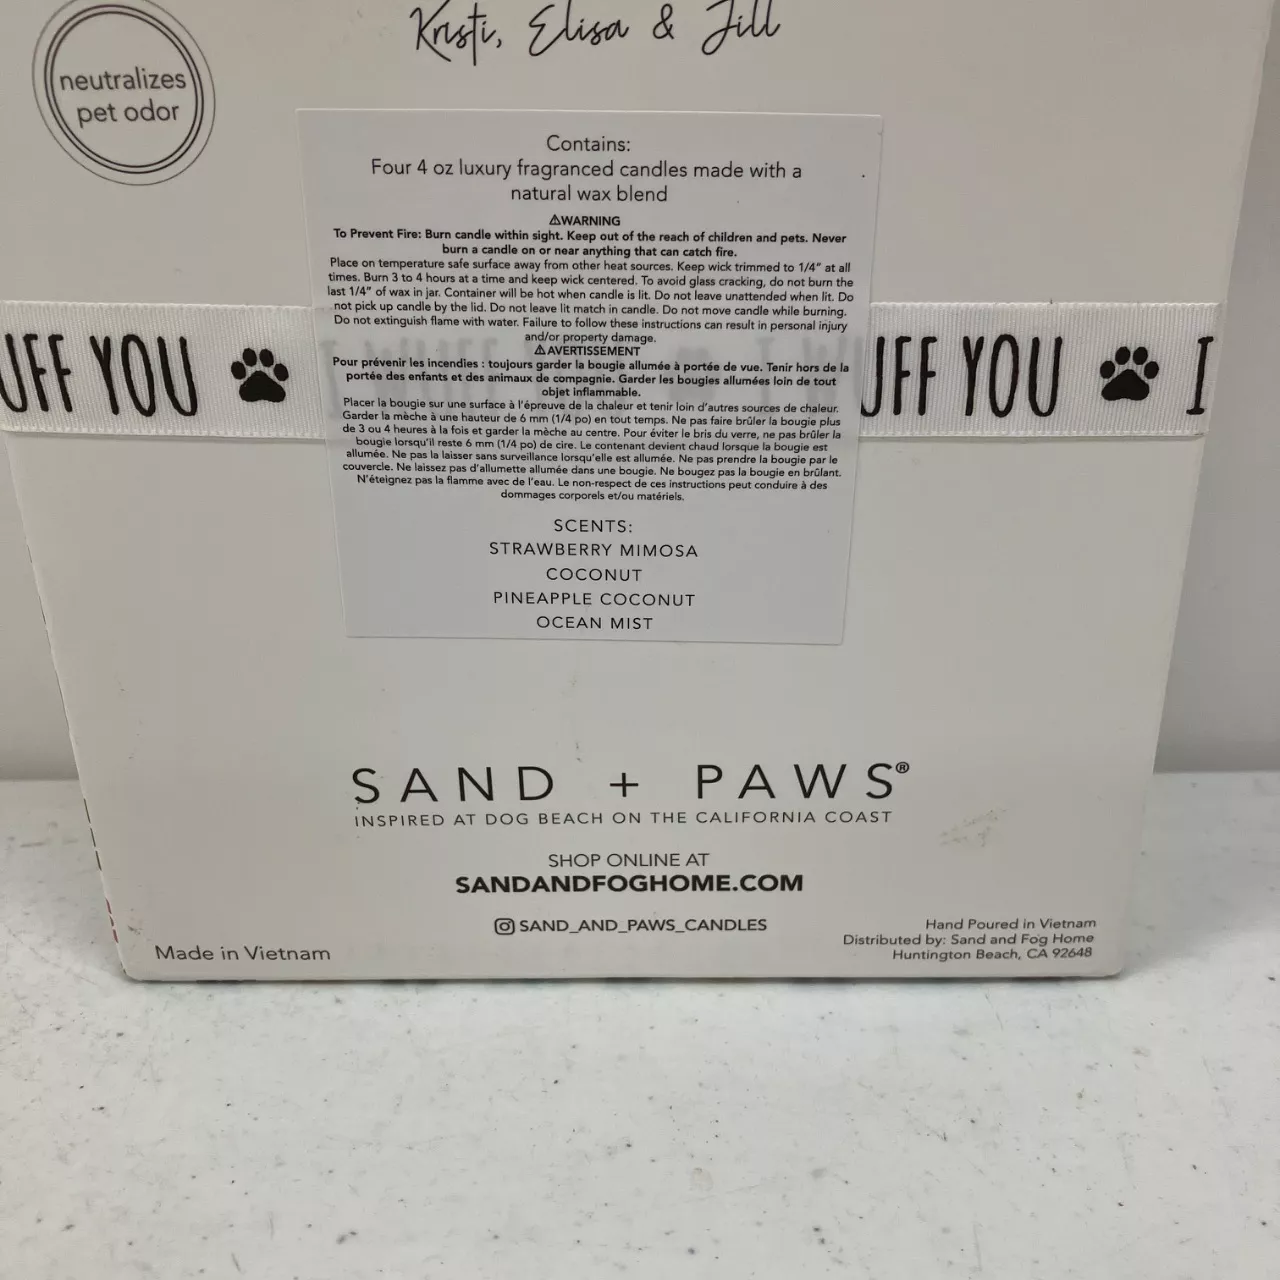 Kristi, Elisa & Jill
neutralizes
pet odor
Contains:
Four 4 oz luxury fragranced candles made with a
natural wax blend
⚠WARNING
To Prevent Fire: Burn candle within sight. Keep out of the reach of children and pets. Never
burn a candle on or near anything that can catch fire.
Place on temperature safe surface away from other heat sources. Keep wick trimmed to 1/4” at all
times. Burn 3 to 4 hours at a time and keep wick centered. To avoid glass cracking, do not burn the
last 1/4” of wax in jar. Container will be hot when candle is lit. Do not leave unattended when lit. Do
not pick up candle by the lid. Do not leave lit match in candle. Do not move candle while burning.
Do not extinguish flame with water. Failure to follow these instructions can result in personal injury
and/or property damage.
⚠AVERTISSEMENT
Pour prévenir les incendies : toujours garder la bougie allumée à portée de vue. Tenir hors de la
portée des enfants et des animaux de compagnie. Garder les bougies allumées loin de tout
objet inflammable.
Placer la bougie sur une surface à l’épreuve de la chaleur et tenir loin d’autres sources de chaleur.
Garder la mèche à une hauteur de 6 mm (1/4 po) en tout temps. Ne pas faire brûler la bougie plus
de 3 ou 4 heures à la fois et garder la mèche au centre. Pour éviter le bris du verre, ne pas brûler la
bougie lorsqu’il reste 6 mm (1/4 po) de cire. Le contenant devient chaud lorsque la bougie est
allumée. Ne pas la laisser sans surveillance lorsqu’elle est allumée. Ne pas prendre la bougie par le
couvercle. Ne laissez pas d’allumette allumée dans une bougie. Ne bougez pas la bougie en brûlant.
N’éteignez pas la flamme avec de l’eau. Le non-respect de ces instructions peut conduire à des
dommages corporels et/ou matériels.
UFF YOU
UFF YOU I
SCENTS:
STRAWBERRY MIMOSA
COCONUT
PINEAPPLE COCONUT
OCEAN MIST
SAND + PAWS®
INSPIRED AT DOG BEACH ON THE CALIFORNIA COAST
SHOP ONLINE AT
SANDANDFOGHOME.COM
SAND_AND_PAWS_CANDLES
Made in Vietnam
Hand Poured in Vietnam
Distributed by: Sand and Fog Home
Huntington Beach, CA 92648